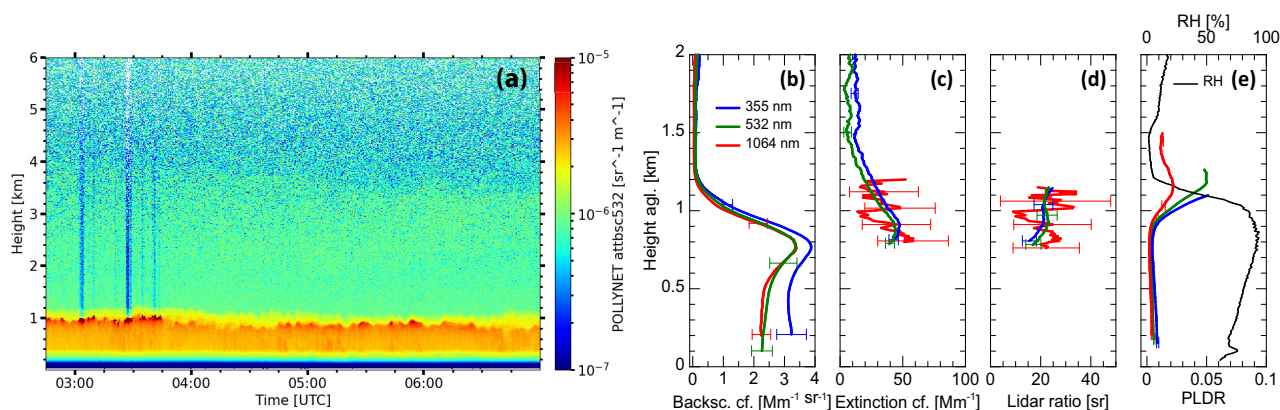 (a)
Height [km]
6
5
4
3
2
1
03:00 04:00 05:00 06:00
Time [UTC]
10^-5
10^-6
10^-7
POLLYNET attbsc532 [sr^-1 m^-1]
RH [%]
0 50 100
(b) (c) (d) (e)
355 nm
532 nm
1064 nm
RH
Height agl. [km]
2
1.5
1
0.5
0
0 1 2 3 4
Backsc. cf. [Mm⁻¹ sr⁻¹]
0 50 100
Extinction cf. [Mm⁻¹]
0 20 40
Lidar ratio [sr]
0 0.05 0.1
PLDR